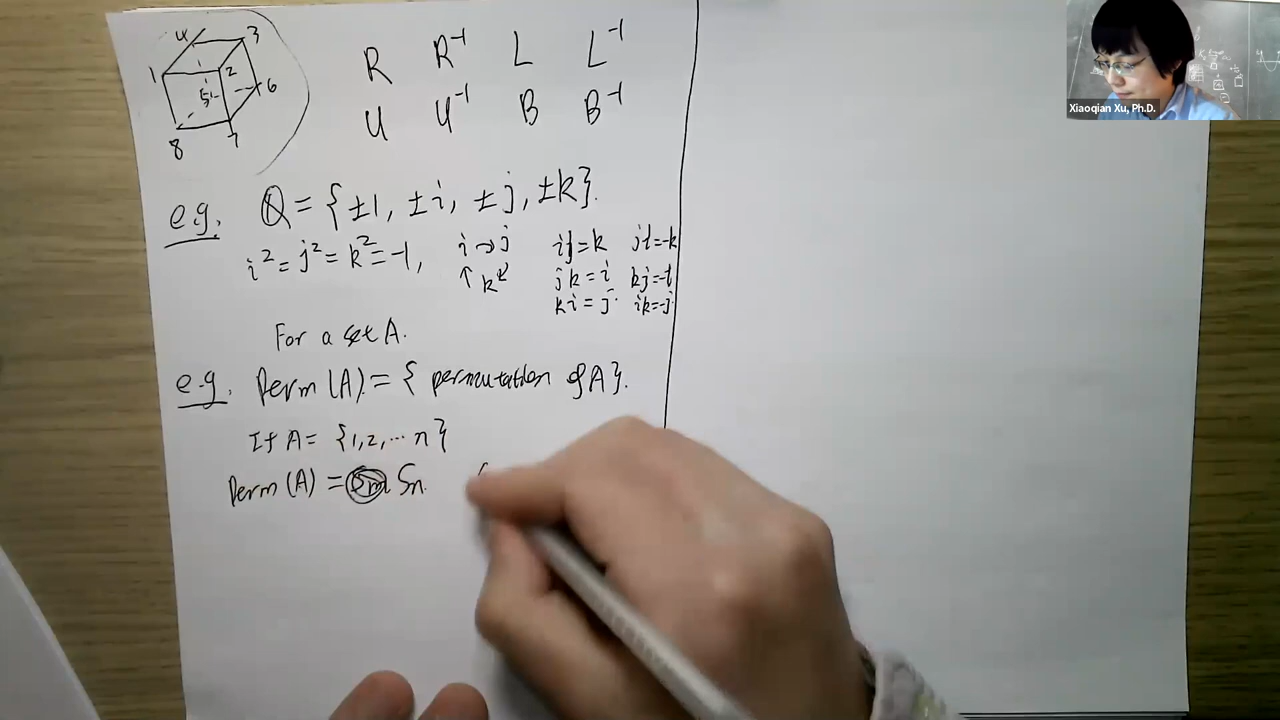 4 3
1 2
5 6
8 7
R R⁻¹ L L⁻¹
U U⁻¹ B B⁻¹
e.g. Q = {±1, ±i, ±j, ±k}.
i² = j² = k² = -1, i → j ij = k ji = -k
↑ k ↙ jk = i kj = -i
ki = j ik = -j
For a set A.
e.g. Perm (A) = { permutation of A}.
If A = {1,2,⋯ n}
Perm (A) = Sn
Xiaoqian Xu, Ph.D.